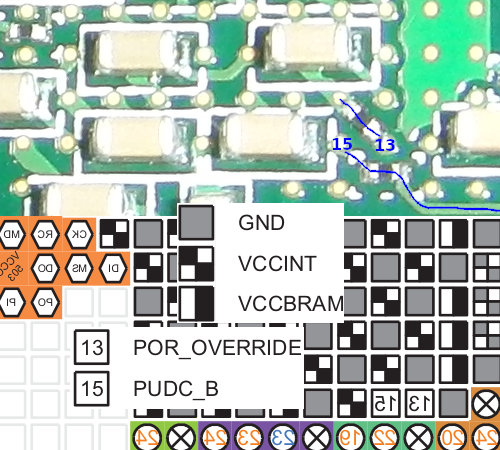 15 13
GND
MD RC CK
VCCINT
DO MS DI
VCCBRAM
PI PO
13 POR_OVERRIDE
15 PUDC_B
15 13
24 24 23 23 19 22 20 24